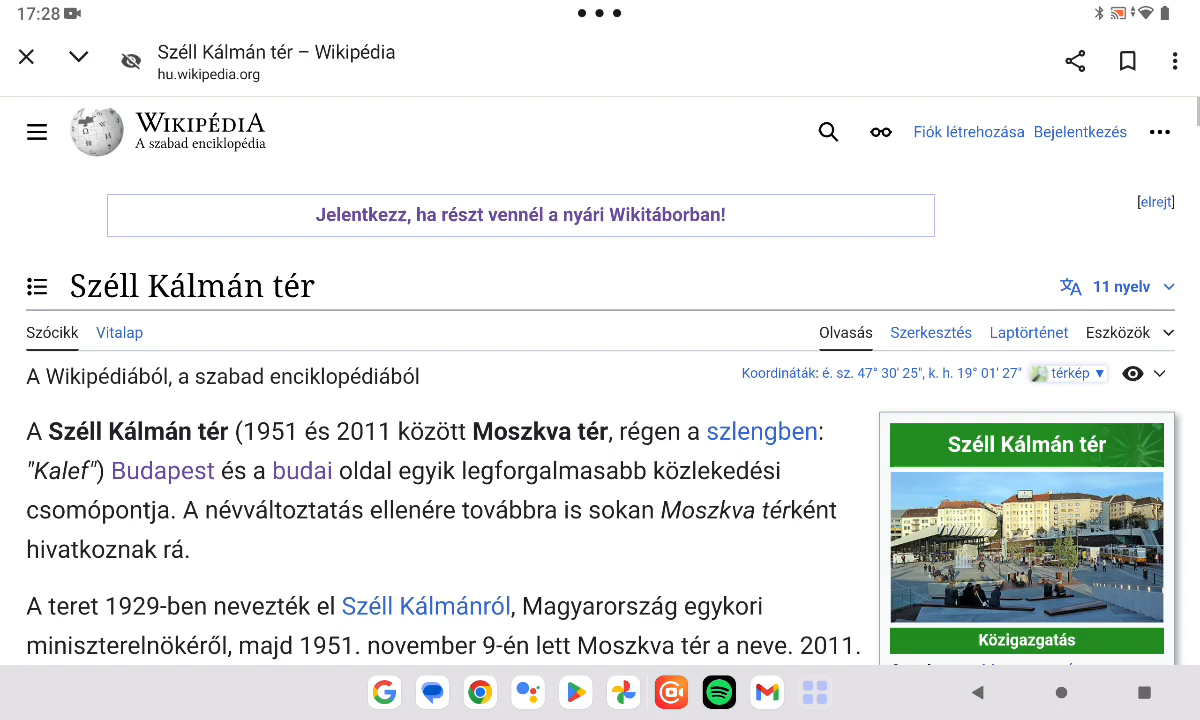 17:28
Széll Kálmán tér – Wikipédia
hu.wikipedia.org
WIKIPÉDIA
A szabad enciklopédia
Fiók létrehozása Bejelentkezés
Jelentkezz, ha részt vennél a nyári Wikitáborban!
[elrejt]
Széll Kálmán tér
11 nyelv
Szócikk Vitalap
Olvasás Szerkesztés Laptörténet Eszközök
A Wikipédiából, a szabad enciklopédiából
Koordináták: é. sz. 47° 30′ 25″, k. h. 19° 01′ 27″ térkép ▼
A Széll Kálmán tér (1951 és 2011 között Moszkva tér, régen a szlengben:
"Kalef") Budapest és a budai oldal egyik legforgalmasabb közlekedési
csomópontja. A névváltoztatás ellenére továbbra is sokan Moszkva térként
hivatkoznak rá.
A teret 1929-ben nevezték el Széll Kálmánról, Magyarország egykori
miniszterelnökéről, majd 1951. november 9-én lett Moszkva tér a neve. 2011.
Széll Kálmán tér
Közigazgatás